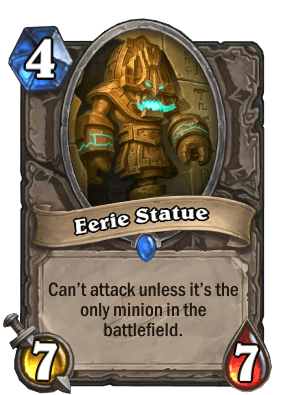 4
Eerie Statue
Can't attack unless it's the
only minion in the
battlefield.
7
7